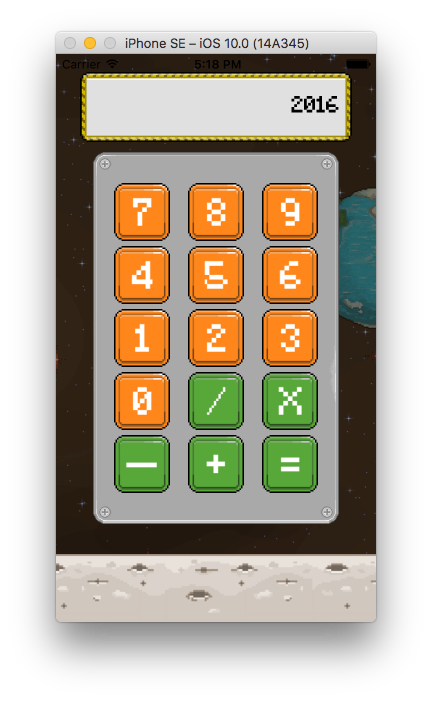 iPhone SE – iOS 10.0 (14A345)
Carrier 5:18 PM
2016
7 8 9
4 5 6
1 2 3
0 / X
— + =